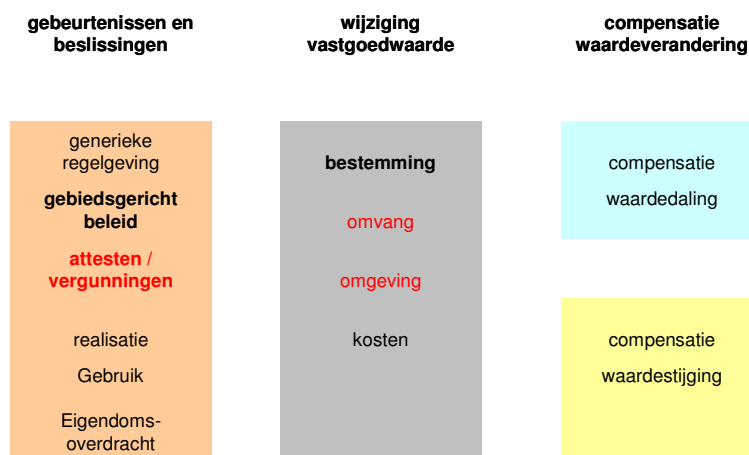 gebeurtenissen en
beslissingen
wijziging
vastgoedwaarde
compensatie
waardeverandering
generieke
regelgeving
gebiedsgericht
beleid
attesten /
vergunningen
realisatie
Gebruik
Eigendoms-
overdracht
bestemming
omvang
omgeving
kosten
compensatie
waardedaling
compensatie
waardestijging